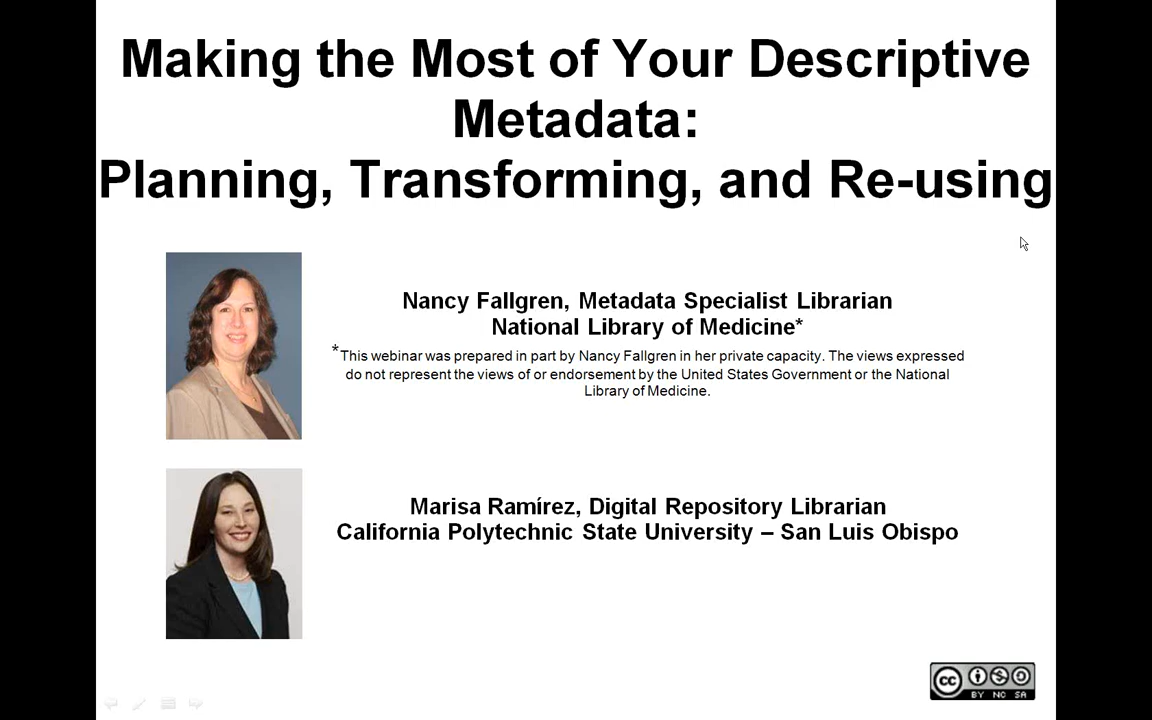 Making the Most of Your Descriptive
Metadata:
Planning, Transforming, and Re-using
Nancy Fallgren, Metadata Specialist Librarian
National Library of Medicine*
*This webinar was prepared in part by Nancy Fallgren in her private capacity. The views expressed
do not represent the views of or endorsement by the United States Government or the National
Library of Medicine.
Marisa Ramírez, Digital Repository Librarian
California Polytechnic State University – San Luis Obispo
cc
BY NC SA